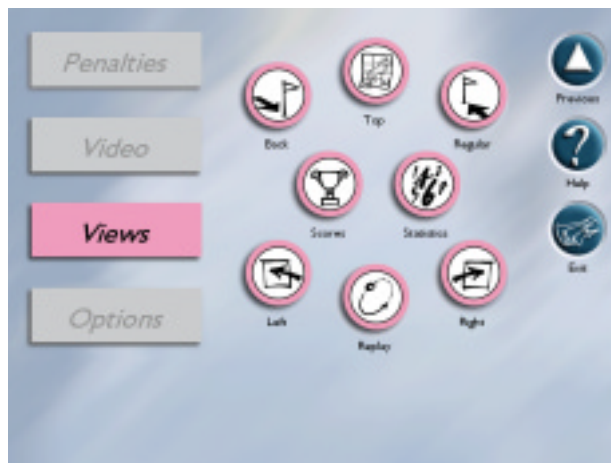 Penalties
Video
Views
Options
Back
Top
Regular
Scores
Statistics
Left
Replay
Right
Previous
Help
Exit